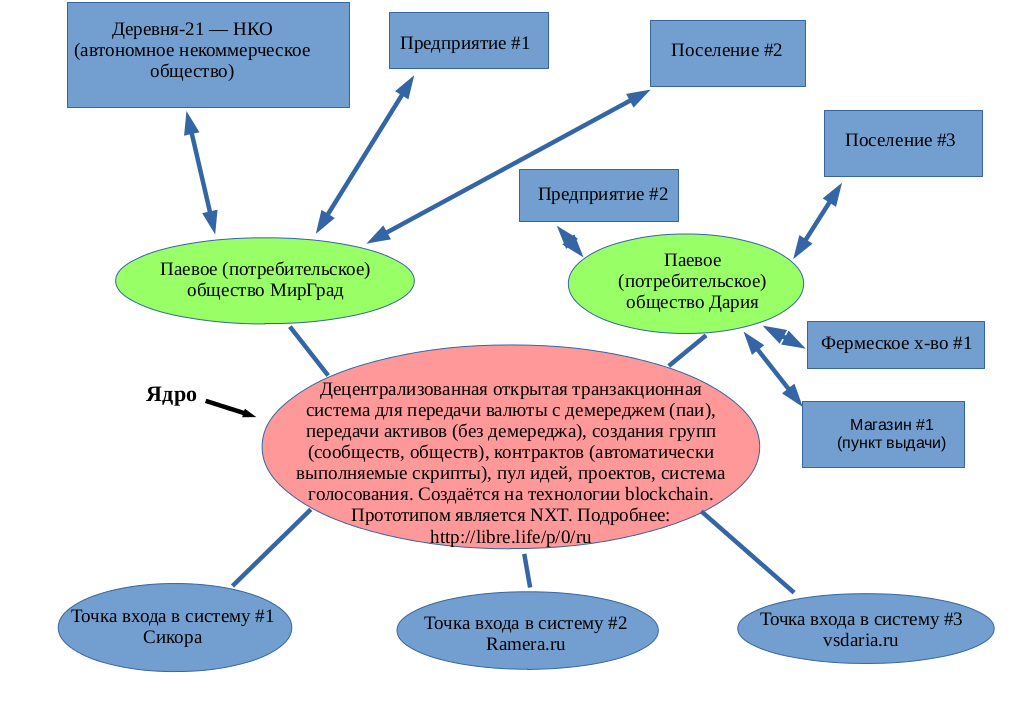 Деревня-21 — НКО
(автономное некоммерческое
общество)
Предприятие #1
Поселение #2
Поселение #3
Предприятие #2
Паевое (потребительское)
общество МирГрад
Паевое
(потребительское)
общество Дария
Фермеское х-во #1
Магазин #1
(пункт выдачи)
Ядро
Децентрализованная открытая транзакционная
система для передачи валюты с демереджем (паи),
передачи активов (без демереджа), создания групп
(сообществ, обществ), контрактов (автоматически
выполняемые скрипты), пул идей, проектов, система
голосования. Создаётся на технологии blockchain.
Прототипом является NXT. Подробнее:
http://libre.life/p/0/ru
Точка входа в систему #1
Сикора
Точка входа в систему #2
Ramera.ru
Точка входа в систему #3
vsdaria.ru